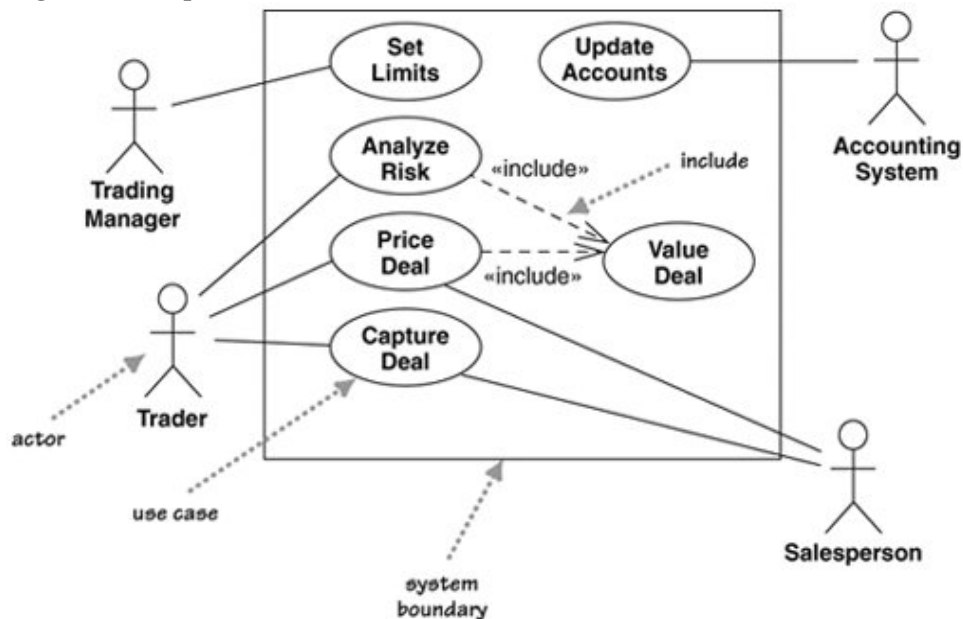 Set
Limits
Update
Accounts
Trading
Manager
Accounting
System
Analyze
Risk
«include»
include
Price
Deal
«include»
Value
Deal
Capture
Deal
Trader
actor
use case
system
boundary
Salesperson